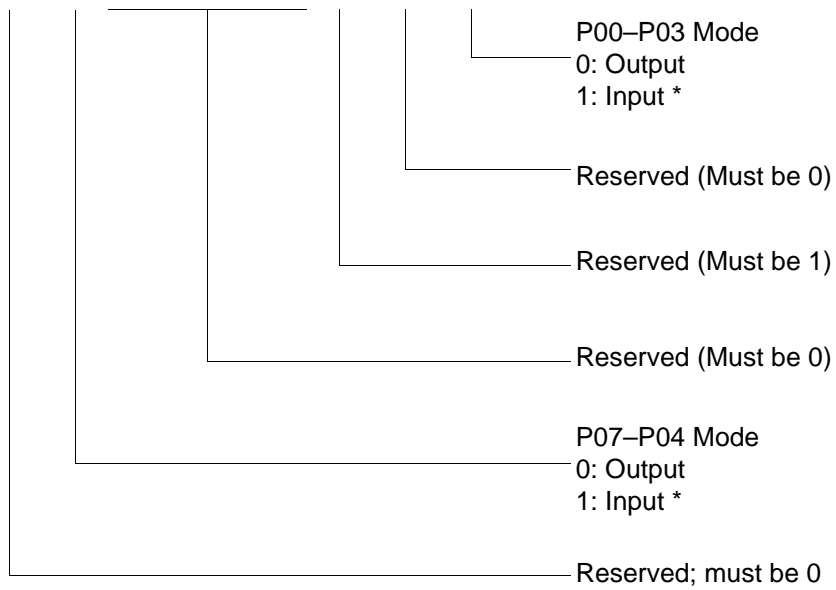 P00–P03 Mode
0: Output
1: Input *
Reserved (Must be 0)
Reserved (Must be 1)
Reserved (Must be 0)
P07–P04 Mode
0: Output
1: Input *
Reserved; must be 0